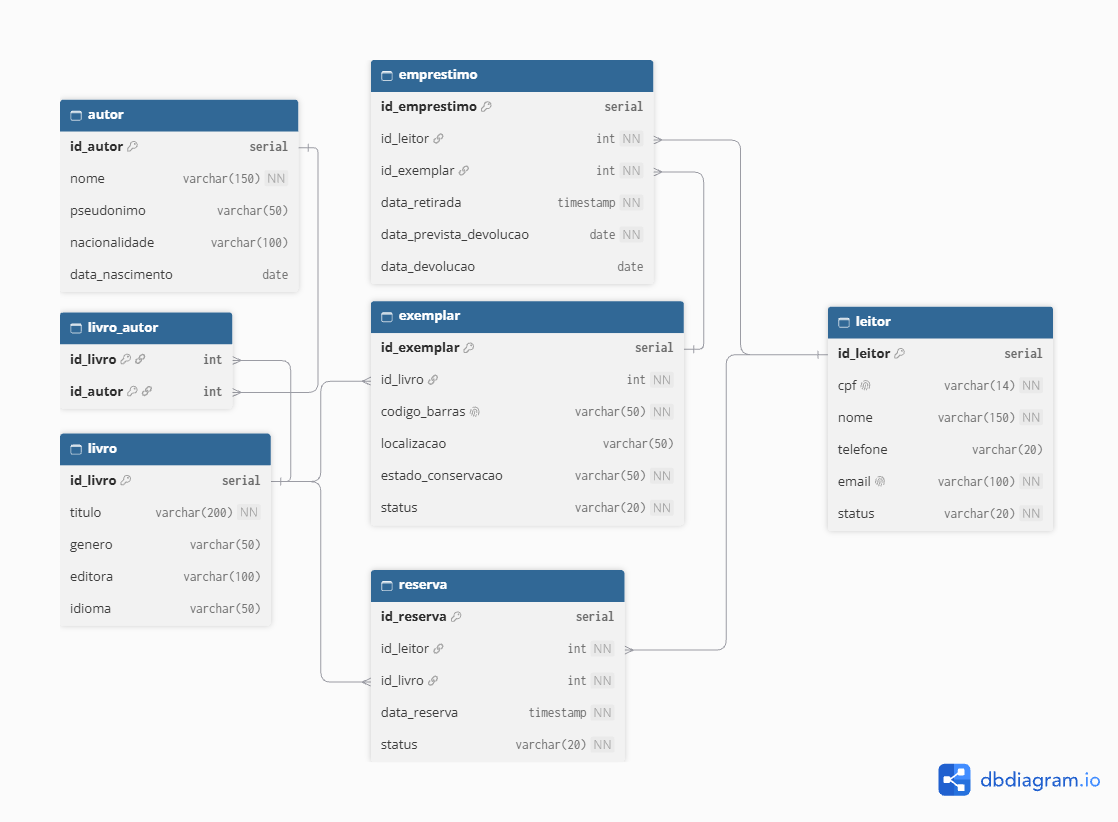 autor
id_autor serial
nome varchar(150) NN
pseudonimo varchar(50)
nacionalidade varchar(100)
data_nascimento date
livro_autor
id_livro int
id_autor int
livro
id_livro serial
titulo varchar(200) NN
genero varchar(50)
editora varchar(100)
idioma varchar(50)
emprestimo
id_emprestimo serial
id_leitor int NN
id_exemplar int NN
data_retirada timestamp NN
data_prevista_devolucao date NN
data_devolucao date
exemplar
id_exemplar serial
id_livro int NN
codigo_barras varchar(50) NN
localizacao varchar(50)
estado_conservacao varchar(50) NN
status varchar(20) NN
reserva
id_reserva serial
id_leitor int NN
id_livro int NN
data_reserva timestamp NN
status varchar(20) NN
leitor
id_leitor serial
cpf varchar(14) NN
nome varchar(150) NN
telefone varchar(20)
email varchar(100) NN
status varchar(20) NN
dbdiagram.io